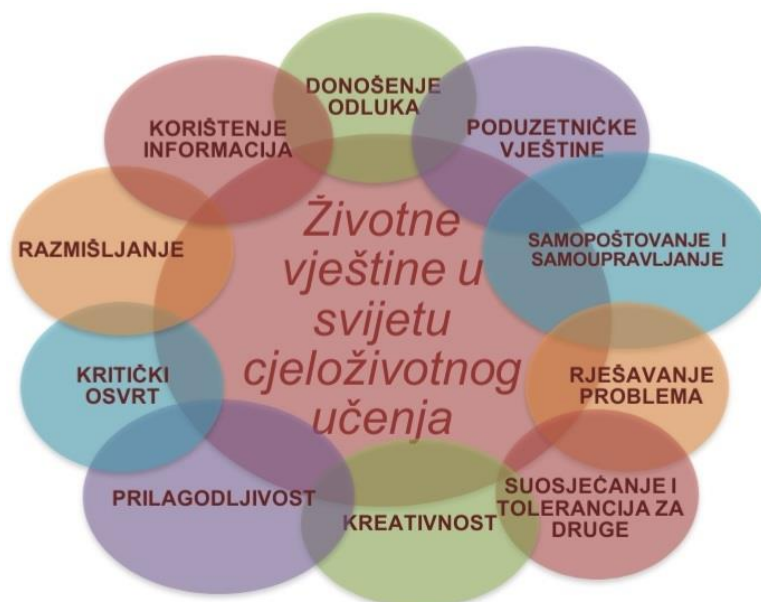 Životne
vještine u
svijetu
cjeloživotnog
učenja
DONOŠENJE
ODLUKA
PODUZETNIČKE
VJEŠTINE
SAMOPOŠTOVANJE I
SAMOUPRAVLJANJE
RJEŠAVANJE
PROBLEMA
SUOSJEĆANJE I
TOLERANCIJA ZA
DRUGE
KREATIVNOST
PRILAGODLJIVOST
KRITIČKI
OSVRT
RAZMIŠLJANJE
KORIŠTENJE
INFORMACIJA